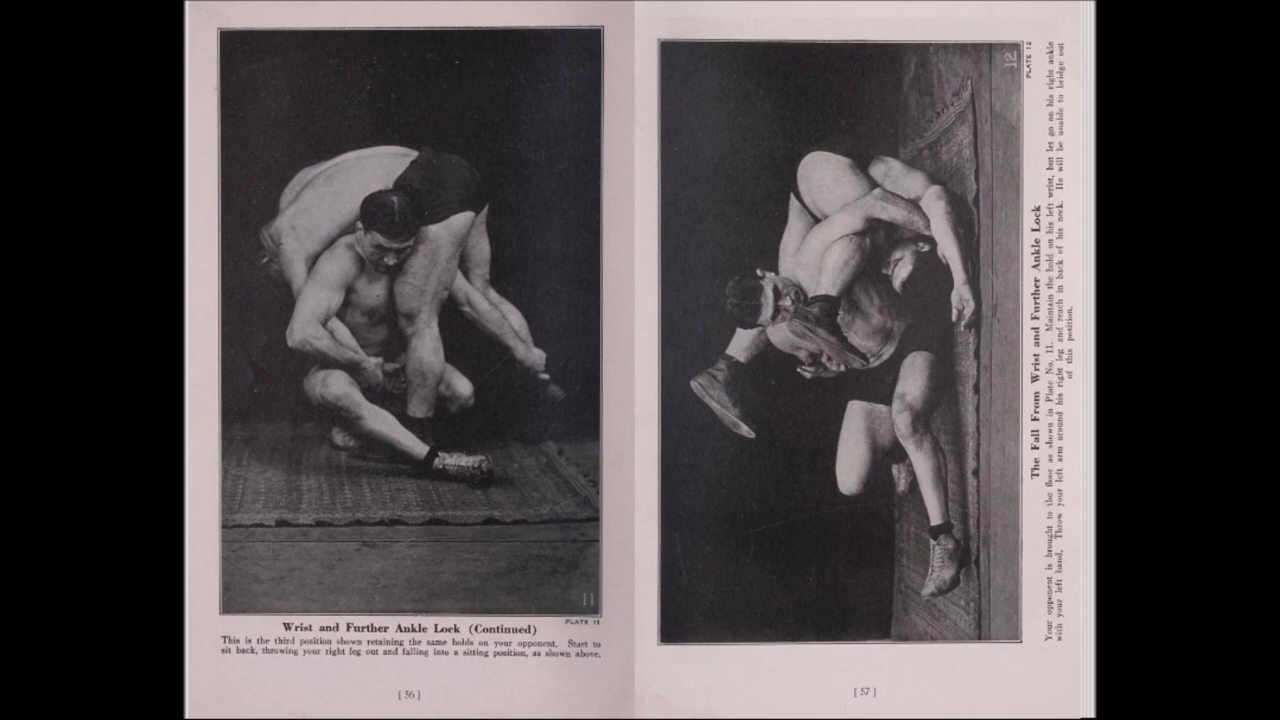 11
PLATE 11
Wrist and Further Ankle Lock (Continued)
This is the third position shown retaining the same holds on your opponent. Start to
sit back, throwing your right leg out and falling into a sitting position, as shown above.
[ 56 ]
12
PLATE 12
The Fall From Wrist and Further Ankle Lock
Your opponent is brought to the floor as shown in Plate No. 11. Maintain the hold on his left wrist, but let go on his right ankle
with your left hand. Throw your left arm around his right leg and reach in back of his neck. He will be unable to bridge out
of this position.
[ 57 ]